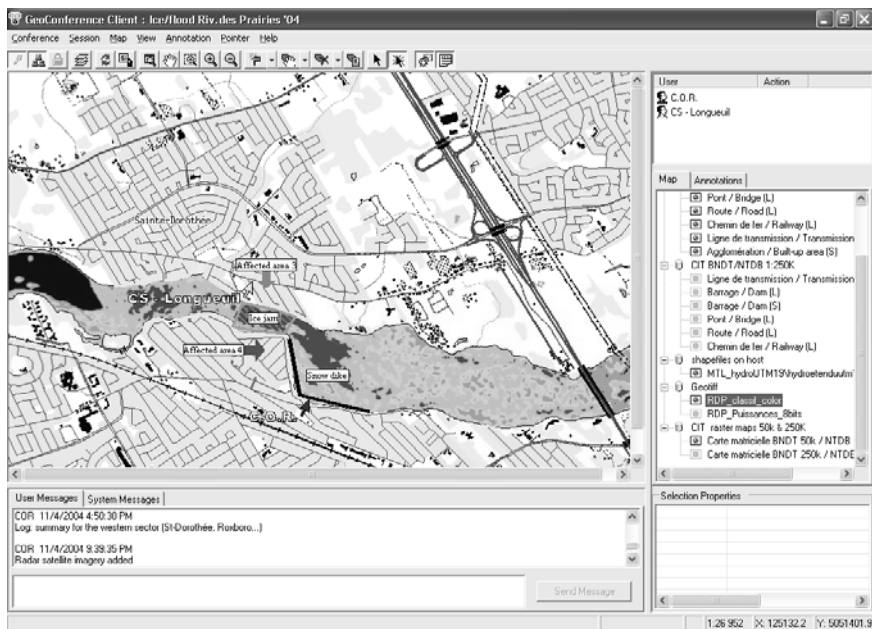 GeoConference Client : Ice/flood Riv.des Prairies '04
Conference Session Map View Annotation Pointer Help
Sainte-Dorothée
Affected area 3
CS - Longueuil
Ice jam
Affected area 4
Snow dike
C.O.R.
User Action
C.O.R.
CS - Longueuil
Map Annotations
Pont / Bridge (L)
Route / Road (L)
Chemin de fer / Railway (L)
Ligne de transmission / Transmission
Agglomération / Built-up area (S)
CIT BNDT/NTDB 1:250K
Ligne de transmission / Transmission
Barrage / Dam (L)
Barrage / Dam (S)
Pont / Bridge (L)
Route / Road (L)
Chemin de fer / Railway (L)
shapefiles on host
MTL_hydroUTM19\hydroetenduutm
Geotiff
RDP_classif_color
RDP_Puissances_8bits
CIT raster maps 50k & 250K
Carte matricielle BNDT 50k / NTDB
Carte matricielle BNDT 250k / NTDE
User Messages System Messages
COR 11/4/2004 4:50:30 PM
Log: summary for the western sector (St-Dorothée, Roxboro...)
COR 11/4/2004 9:39:35 PM
Radar satellite imagery added
Send Message
Selection Properties
1:26 952 X: 125132.2 Y: 5051401.9